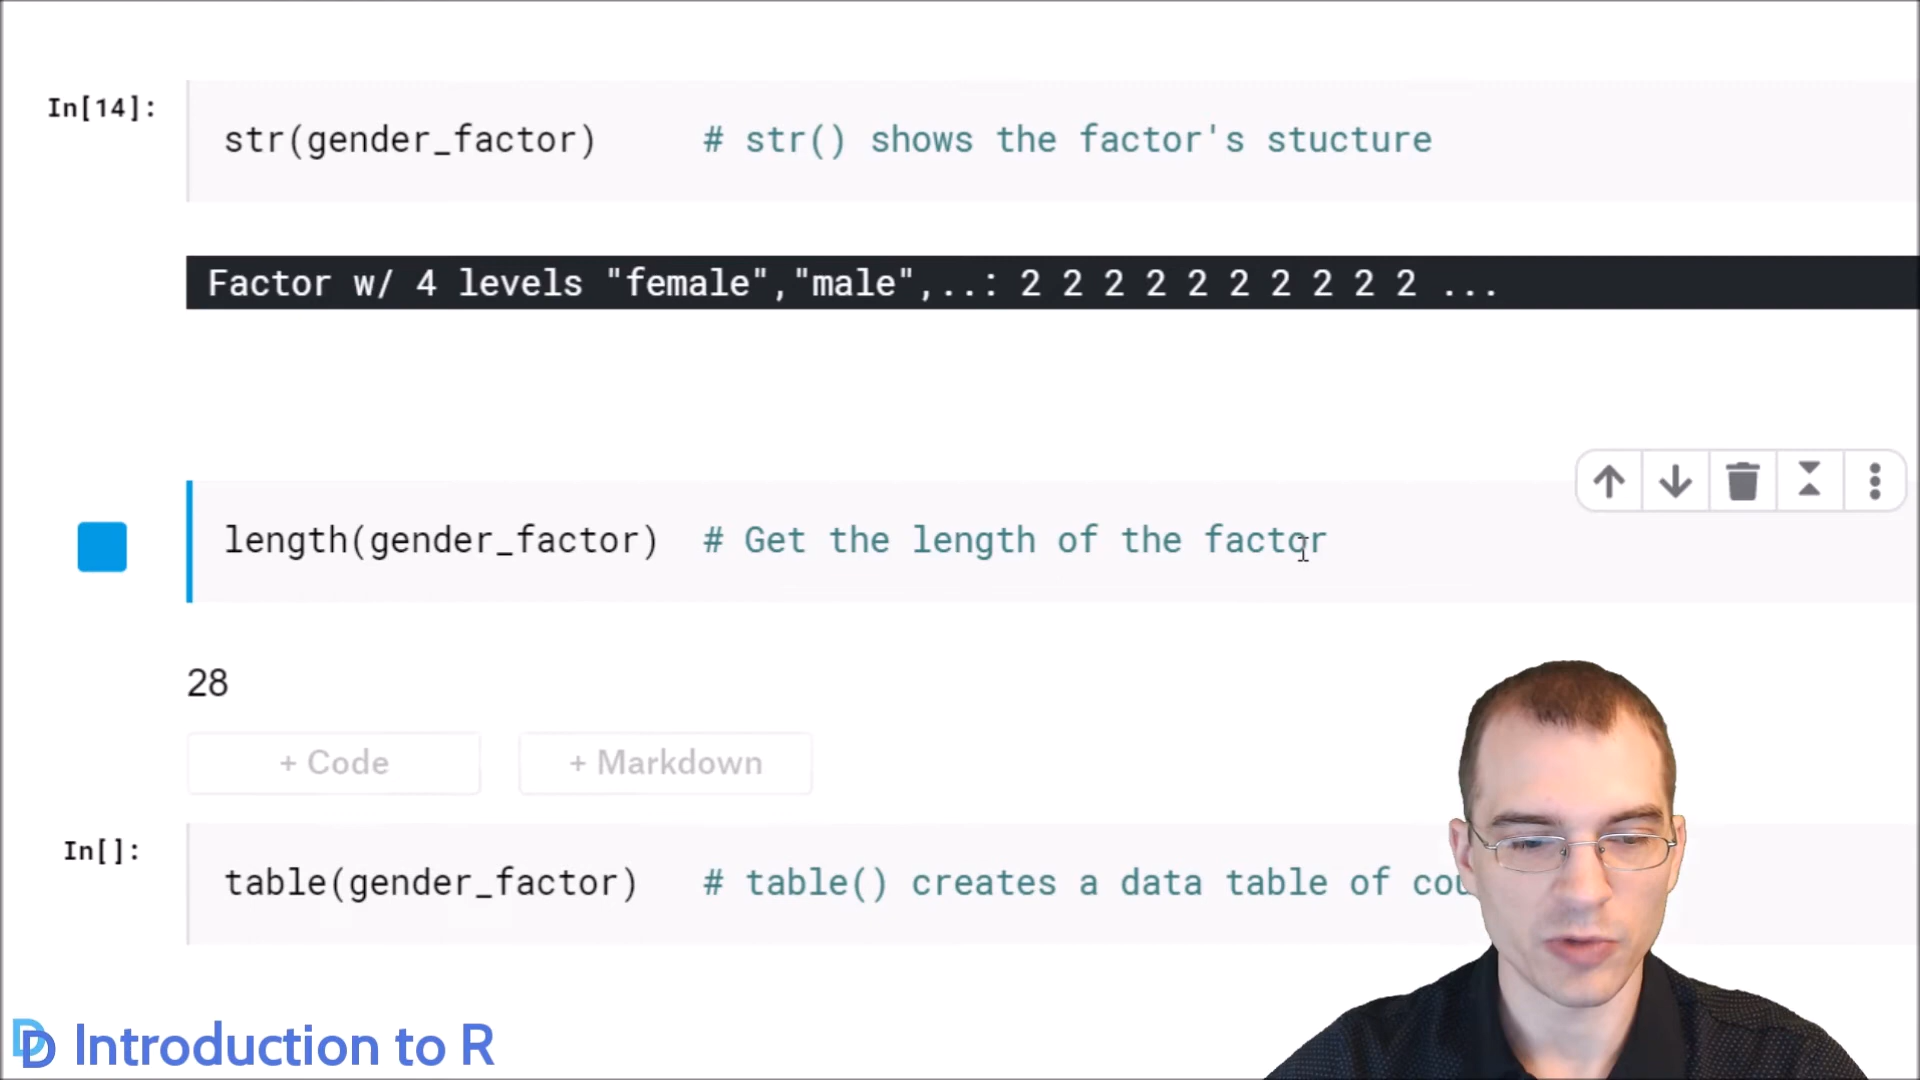 In[14]:
str(gender_factor)     # str() shows the factor's stucture
Factor w/ 4 levels "female","male",..: 2 2 2 2 2 2 2 2 2 2 ...
length(gender_factor)  # Get the length of the factor
28
+ Code
+ Markdown
In[]:
table(gender_factor)   # table() creates a data table of
D Introduction to R